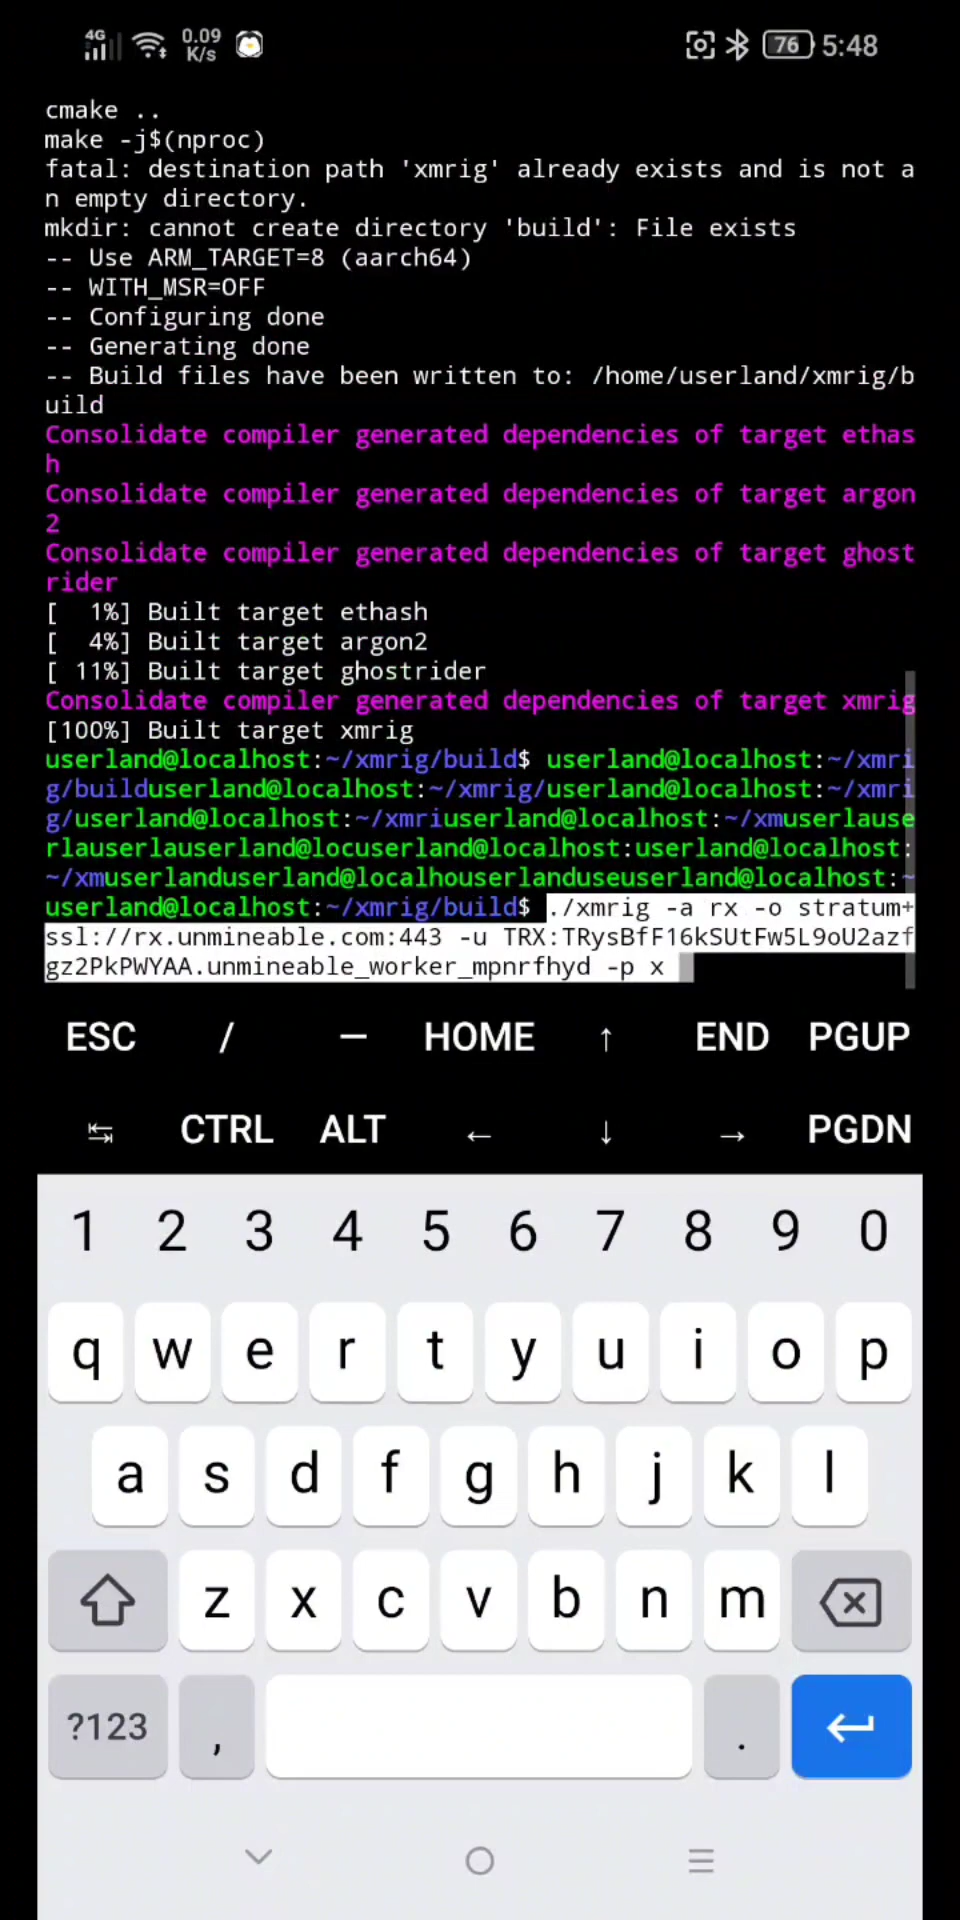 4G 0.09 K/s 76 5:48
cmake ..
make -j$(nproc)
fatal: destination path 'xmrig' already exists and is not a
n empty directory.
mkdir: cannot create directory 'build': File exists
-- Use ARM_TARGET=8 (aarch64)
-- WITH_MSR=OFF
-- Configuring done
-- Generating done
-- Build files have been written to: /home/userland/xmrig/b
uild
Consolidate compiler generated dependencies of target ethas
h
Consolidate compiler generated dependencies of target argon
2
Consolidate compiler generated dependencies of target ghost
rider
[  1%] Built target ethash
[  4%] Built target argon2
[ 11%] Built target ghostrider
Consolidate compiler generated dependencies of target xmrig
[100%] Built target xmrig
userland@localhost:~/xmrig/build$ userland@localhost:~/xmri
g/builduserland@localhost:~/xmrig/userland@localhost:~/xmri
g/userland@localhost:~/xmriuserland@localhost:~/xmuserlause
rlauserlauserland@locuserland@localhost:userland@localhost:
~/xmuserlanduserland@localhouserlanduseuserland@localhost:~
userland@localhost:~/xmrig/build$ ./xmrig -a rx -o stratum+
ssl://rx.unmineable.com:443 -u TRX:TRysBfF16kSUtFw5L9oU2azf
gz2PkPWYAA.unmineable_worker_mpnrfhyd -p x
ESC / — HOME ↑ END PGUP
↹ CTRL ALT ← ↓ → PGDN
1 2 3 4 5 6 7 8 9 0
q w e r t y u i o p
a s d f g h j k l
z x c v b n m
?123 , .